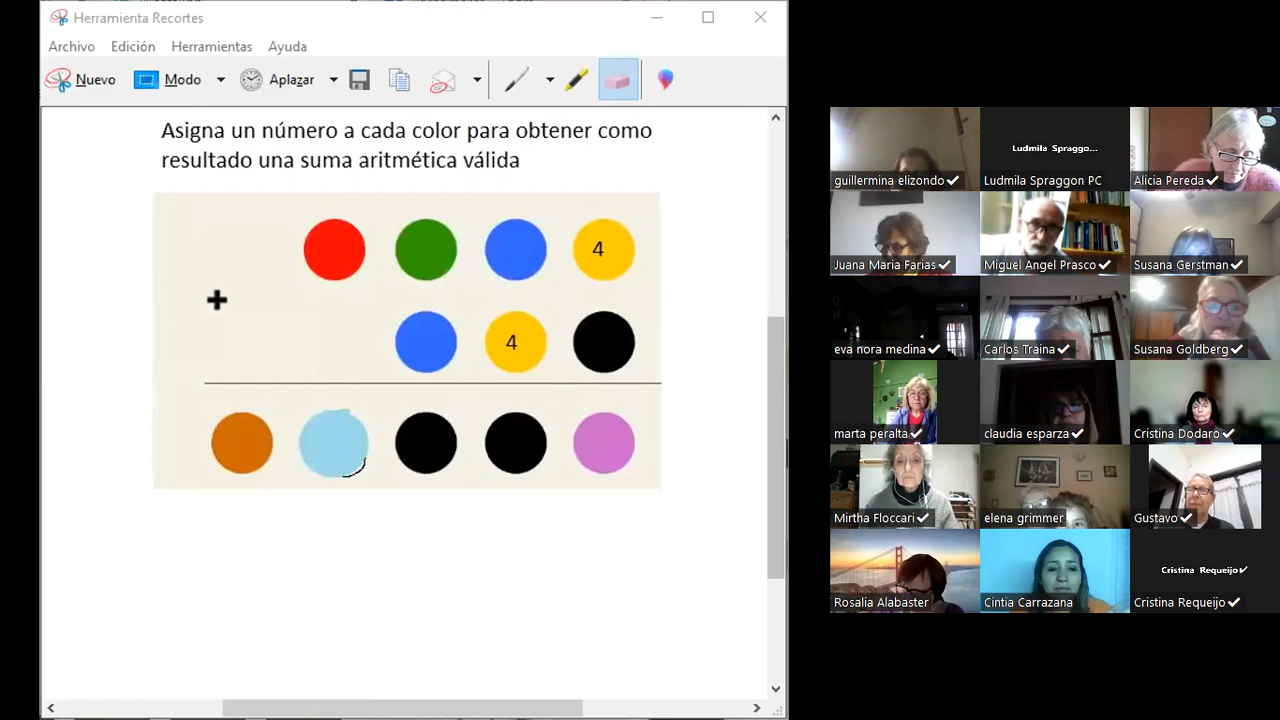 Herramienta Recortes
Archivo Edición Herramientas Ayuda
Nuevo Modo Aplazar
Asigna un número a cada color para obtener como
resultado una suma aritmética válida
4
+
4
guillermina elizondo
Ludmila Spraggo...
Ludmila Spraggon PC
Alicia Pereda
Juana Maria Farias
Miguel Angel Prasco
Susana Gerstman
eva nora medina
Carlos Traina
Susana Goldberg
marta peralta
claudia esparza
Cristina Dodaro
Mirtha Floccari
elena grimmer
Gustavo
Rosalia Alabaster
Cintia Carrazana
Cristina Requeijo
Cristina Requeijo